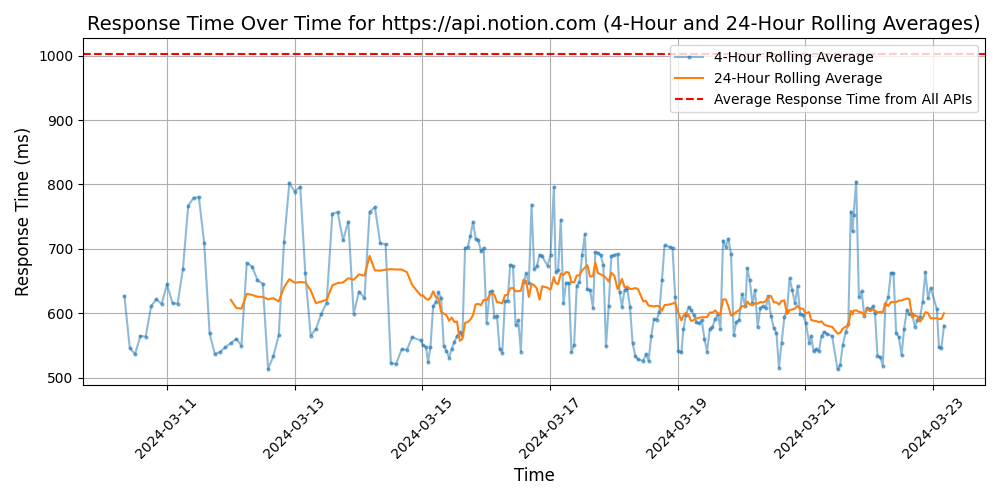 Response Time Over Time for https://api.notion.com (4-Hour and 24-Hour Rolling Averages)
4-Hour Rolling Average
24-Hour Rolling Average
Average Response Time from All APIs
Response Time (ms)
1000
900
800
700
600
500
2024-03-11
2024-03-13
2024-03-15
2024-03-17
2024-03-19
2024-03-21
2024-03-23
Time